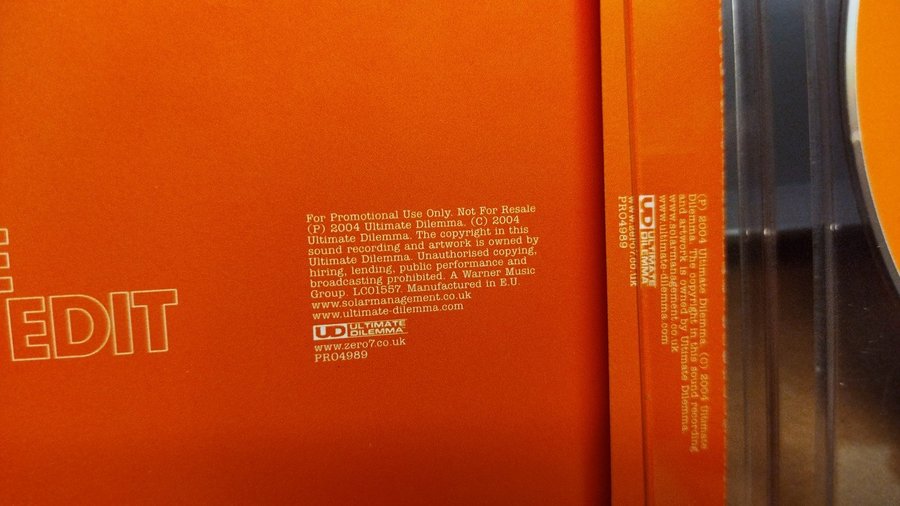 EDIT
For Promotional Use Only. Not For Resale
(P) 2004 Ultimate Dilemma. (C) 2004
Ultimate Dilemma. The copyright in this
sound recording and artwork is owned by
Ultimate Dilemma. Unauthorised copying,
hiring, lending, public performance and
broadcasting prohibited. A Warner Music
Group. LC01557. Manufactured in E.U.
www.solarmanagement.co.uk
www.ultimate-dilemma.com
UD ULTIMATE
DILEMMA
www.zero7.co.uk
PRO4989
(P) 2004 Ultimate Dilemma. (C) 2004 Ultimate
Dilemma. The copyright in this sound recording
and artwork is owned by Ultimate Dilemma.
www.solarmanagement.co.uk
www.ultimate-dilemma.com
UD ULTIMATE
DILEMMA
www.zero7.co.uk
PRO4989